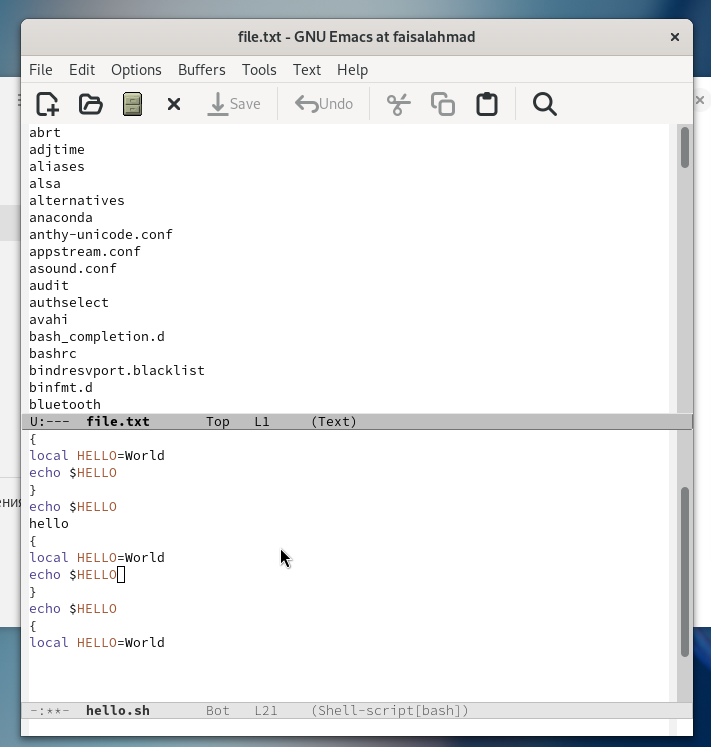 file.txt - GNU Emacs at faisalahmad
File Edit Options Buffers Tools Text Help
Save Undo
abrt
adjtime
aliases
alsa
alternatives
anaconda
anthy-unicode.conf
appstream.conf
asound.conf
audit
authselect
avahi
bash_completion.d
bashrc
bindresvport.blacklist
binfmt.d
bluetooth
U:--- file.txt Top L1 (Text)
{
local HELLO=World
echo $HELLO
}
echo $HELLO
hello
{
local HELLO=World
echo $HELLO
}
echo $HELLO
{
local HELLO=World
-:**- hello.sh Bot L21 (Shell-script[bash])